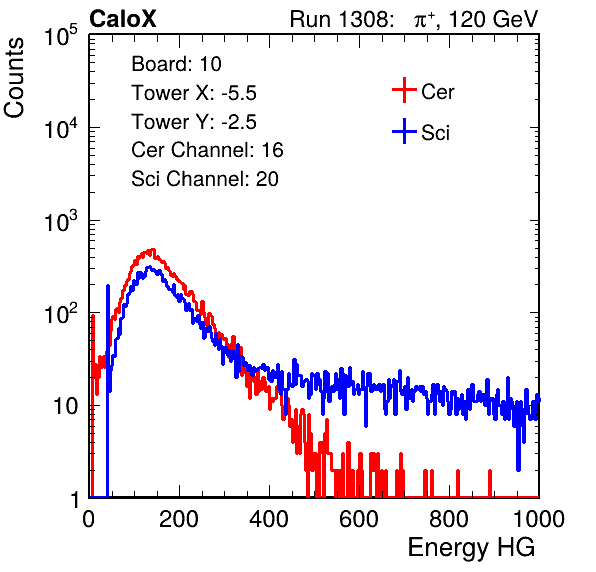 CaloX Run 1308: π⁺, 120 GeV
Counts
10⁵
10⁴
10³
10²
10
1
Board: 10
Tower X: -5.5
Tower Y: -2.5
Cer Channel: 16
Sci Channel: 20
Cer
Sci
0 200 400 600 800 1000
Energy HG